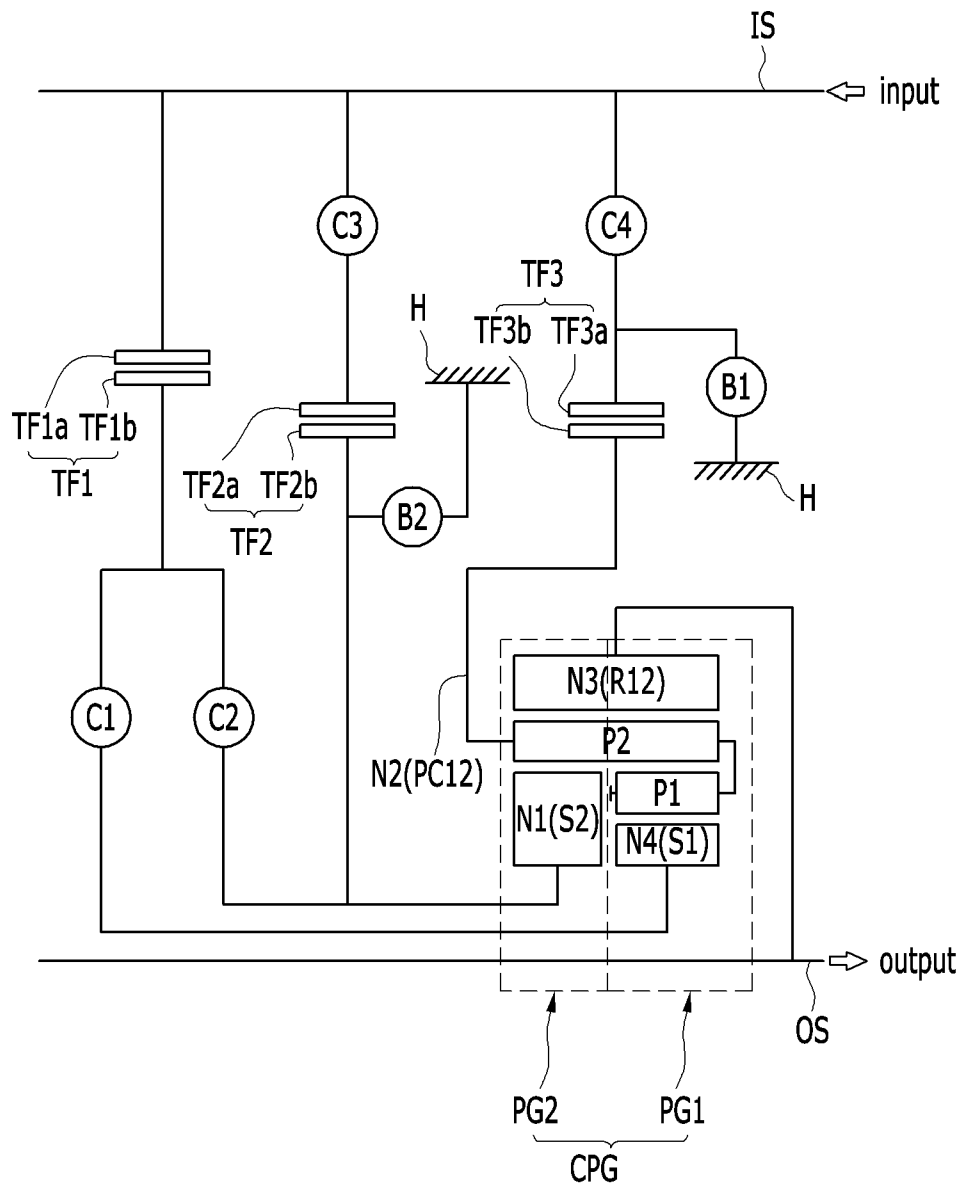 IS
input
C3
C4
TF3
H
TF3b TF3a
B1
TF1a TF1b
TF1
TF2a TF2b
TF2
B2
H
C1
C2
N3(R12)
P2
N2(PC12)
P1
N1(S2)
N4(S1)
output
OS
PG2
PG1
CPG